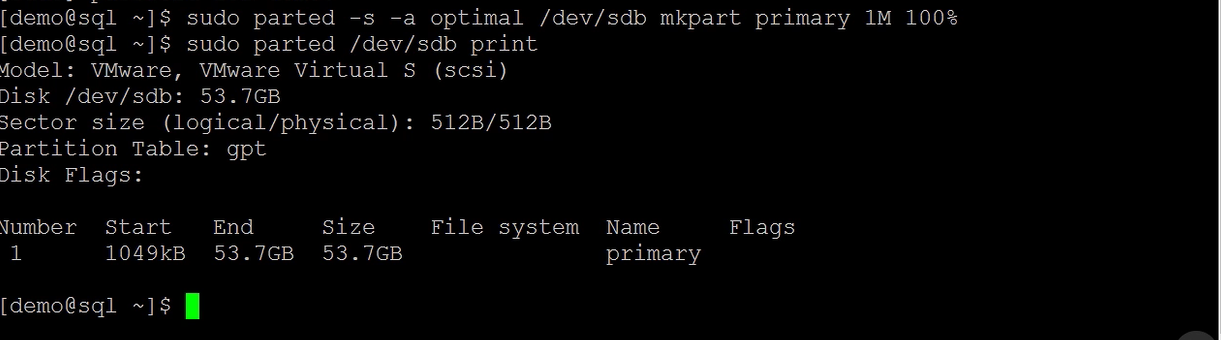 [demo@sql ~]$ sudo parted -s -a optimal /dev/sdb mkpart primary 1M 100%
[demo@sql ~]$ sudo parted /dev/sdb print
Model: VMware, VMware Virtual S (scsi)
Disk /dev/sdb: 53.7GB
Sector size (logical/physical): 512B/512B
Partition Table: gpt
Disk Flags:
Number  Start   End     Size    File system  Name     Flags
 1      1049kB  53.7GB  53.7GB               primary
[demo@sql ~]$